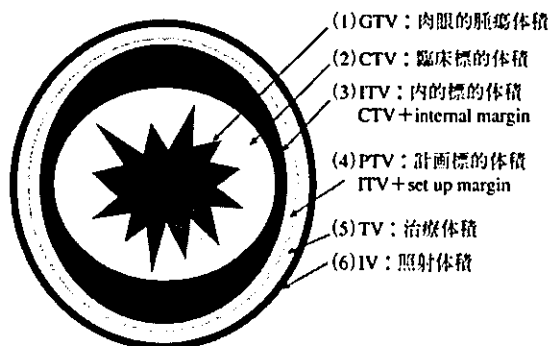 (1)GTV：肉眼的腫瘍体積
(2)CTV：臨床標的体積
(3)ITV：内的標的体積
CTV+internal margin
(4)PTV：計画標的体積
ITV+set up margin
(5)TV：治療体積
(6)IV：照射体積